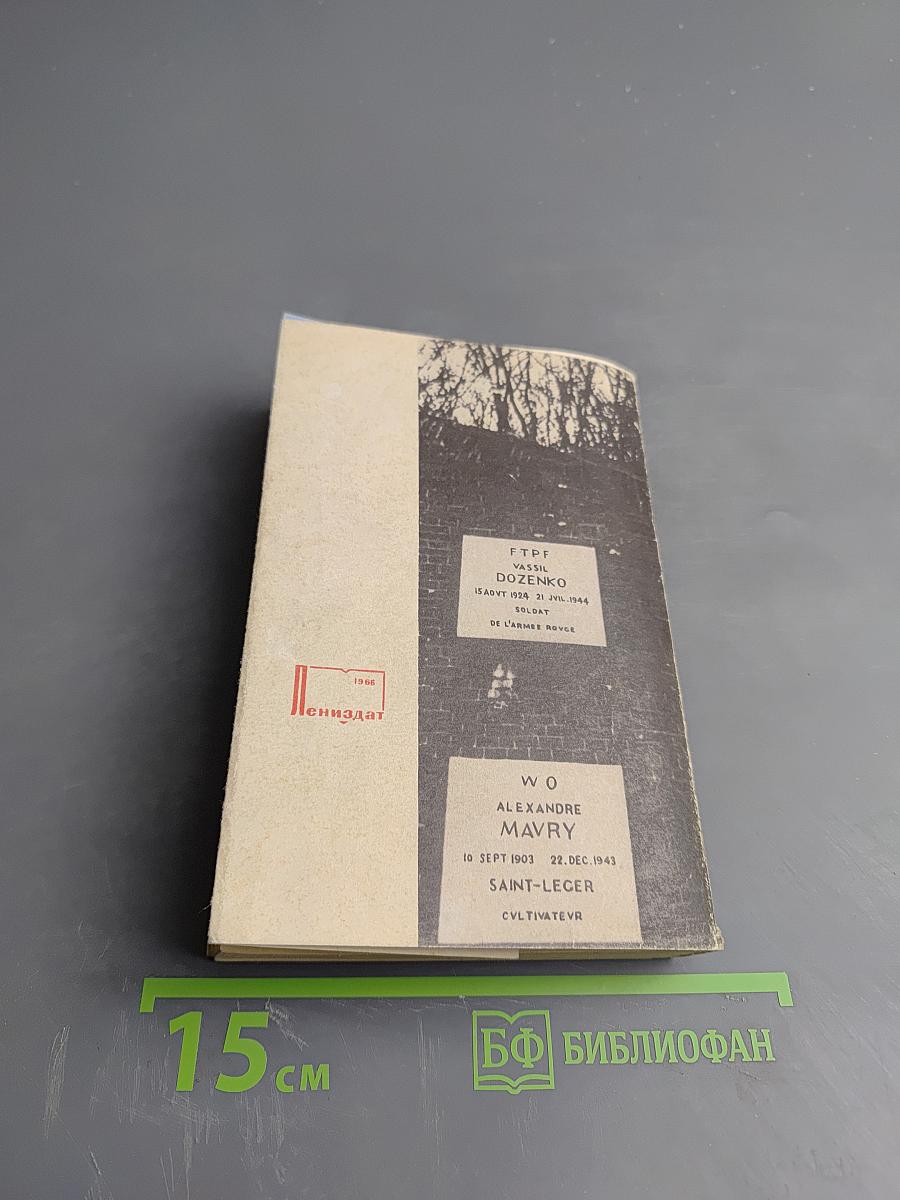 FTPF
VASSIL
DOZENKO
15 AOVT 1924 21 JVIL.1944
SOLDAT
DE L'ARMEE ROVGE
1966
Лениздат
WO
ALEXANDRE
MAVRY
10 SEPT 1903 22.DEC.1943
SAINT-LEGER
CVLTIVATEVR
15 см
БФ БИБЛИОФАН